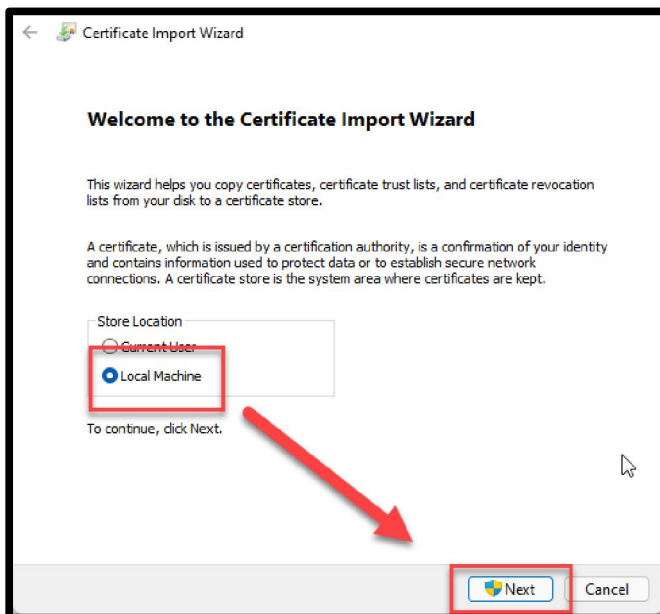 Certificate Import Wizard
Welcome to the Certificate Import Wizard
This wizard helps you copy certificates, certificate trust lists, and certificate revocation
lists from your disk to a certificate store.
A certificate, which is issued by a certification authority, is a confirmation of your identity
and contains information used to protect data or to establish secure network
connections. A certificate store is the system area where certificates are kept.
Store Location
Current User
Local Machine
To continue, click Next.
Next
Cancel